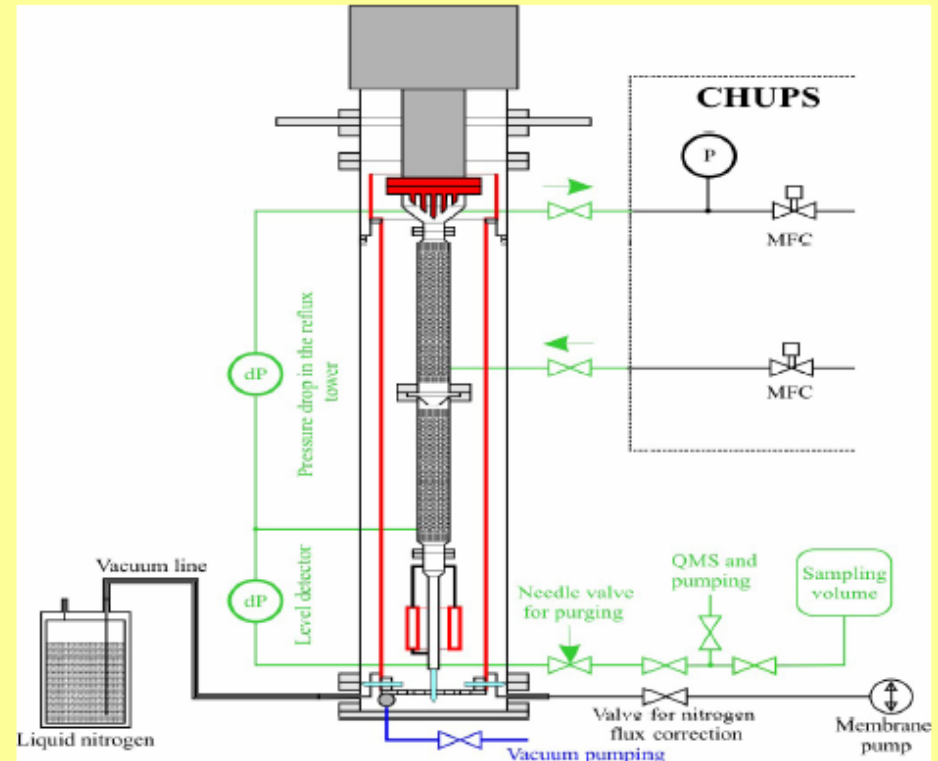 CHUPS
P
MFC
MFC
dP
Pressure drop in the reflux
tower
dP
Level detector
Vacuum line
Liquid nitrogen
Needle valve
for purging
QMS and
pumping
Sampling
volume
Valve for nitrogen
flux correction
Membrane
pump
Vacuum pumping